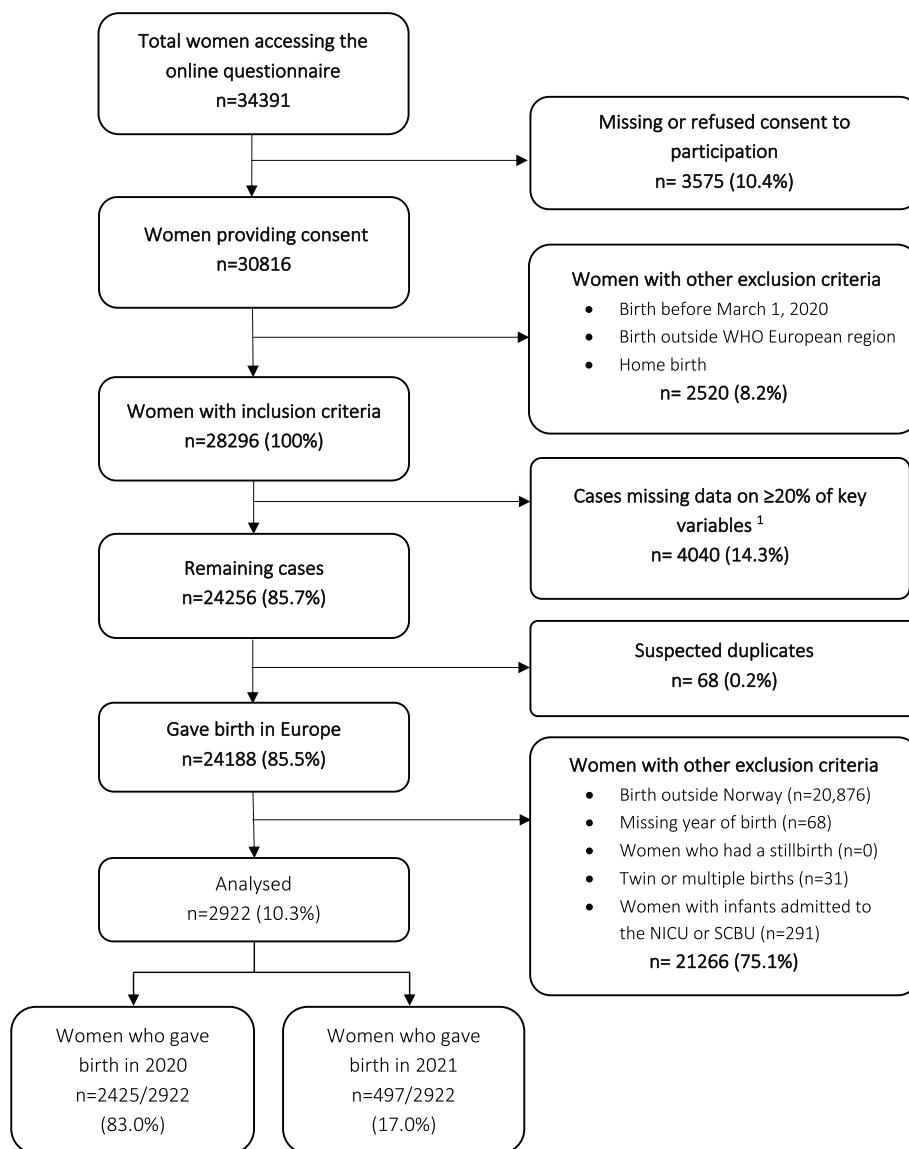 Total women accessing the
online questionnaire
n=34391
Missing or refused consent to
participation
n= 3575 (10.4%)
Women providing consent
n=30816
Women with other exclusion criteria
• Birth before March 1, 2020
• Birth outside WHO European region
• Home birth
n= 2520 (8.2%)
Women with inclusion criteria
n=28296 (100%)
Cases missing data on ≥20% of key
variables ¹
n= 4040 (14.3%)
Remaining cases
n=24256 (85.7%)
Suspected duplicates
n= 68 (0.2%)
Gave birth in Europe
n=24188 (85.5%)
Women with other exclusion criteria
• Birth outside Norway (n=20,876)
• Missing year of birth (n=68)
• Women who had a stillbirth (n=0)
• Twin or multiple births (n=31)
• Women with infants admitted to
the NICU or SCBU (n=291)
n= 21266 (75.1%)
Analysed
n=2922 (10.3%)
Women who gave
birth in 2020
n=2425/2922
(83.0%)
Women who gave
birth in 2021
n=497/2922
(17.0%)